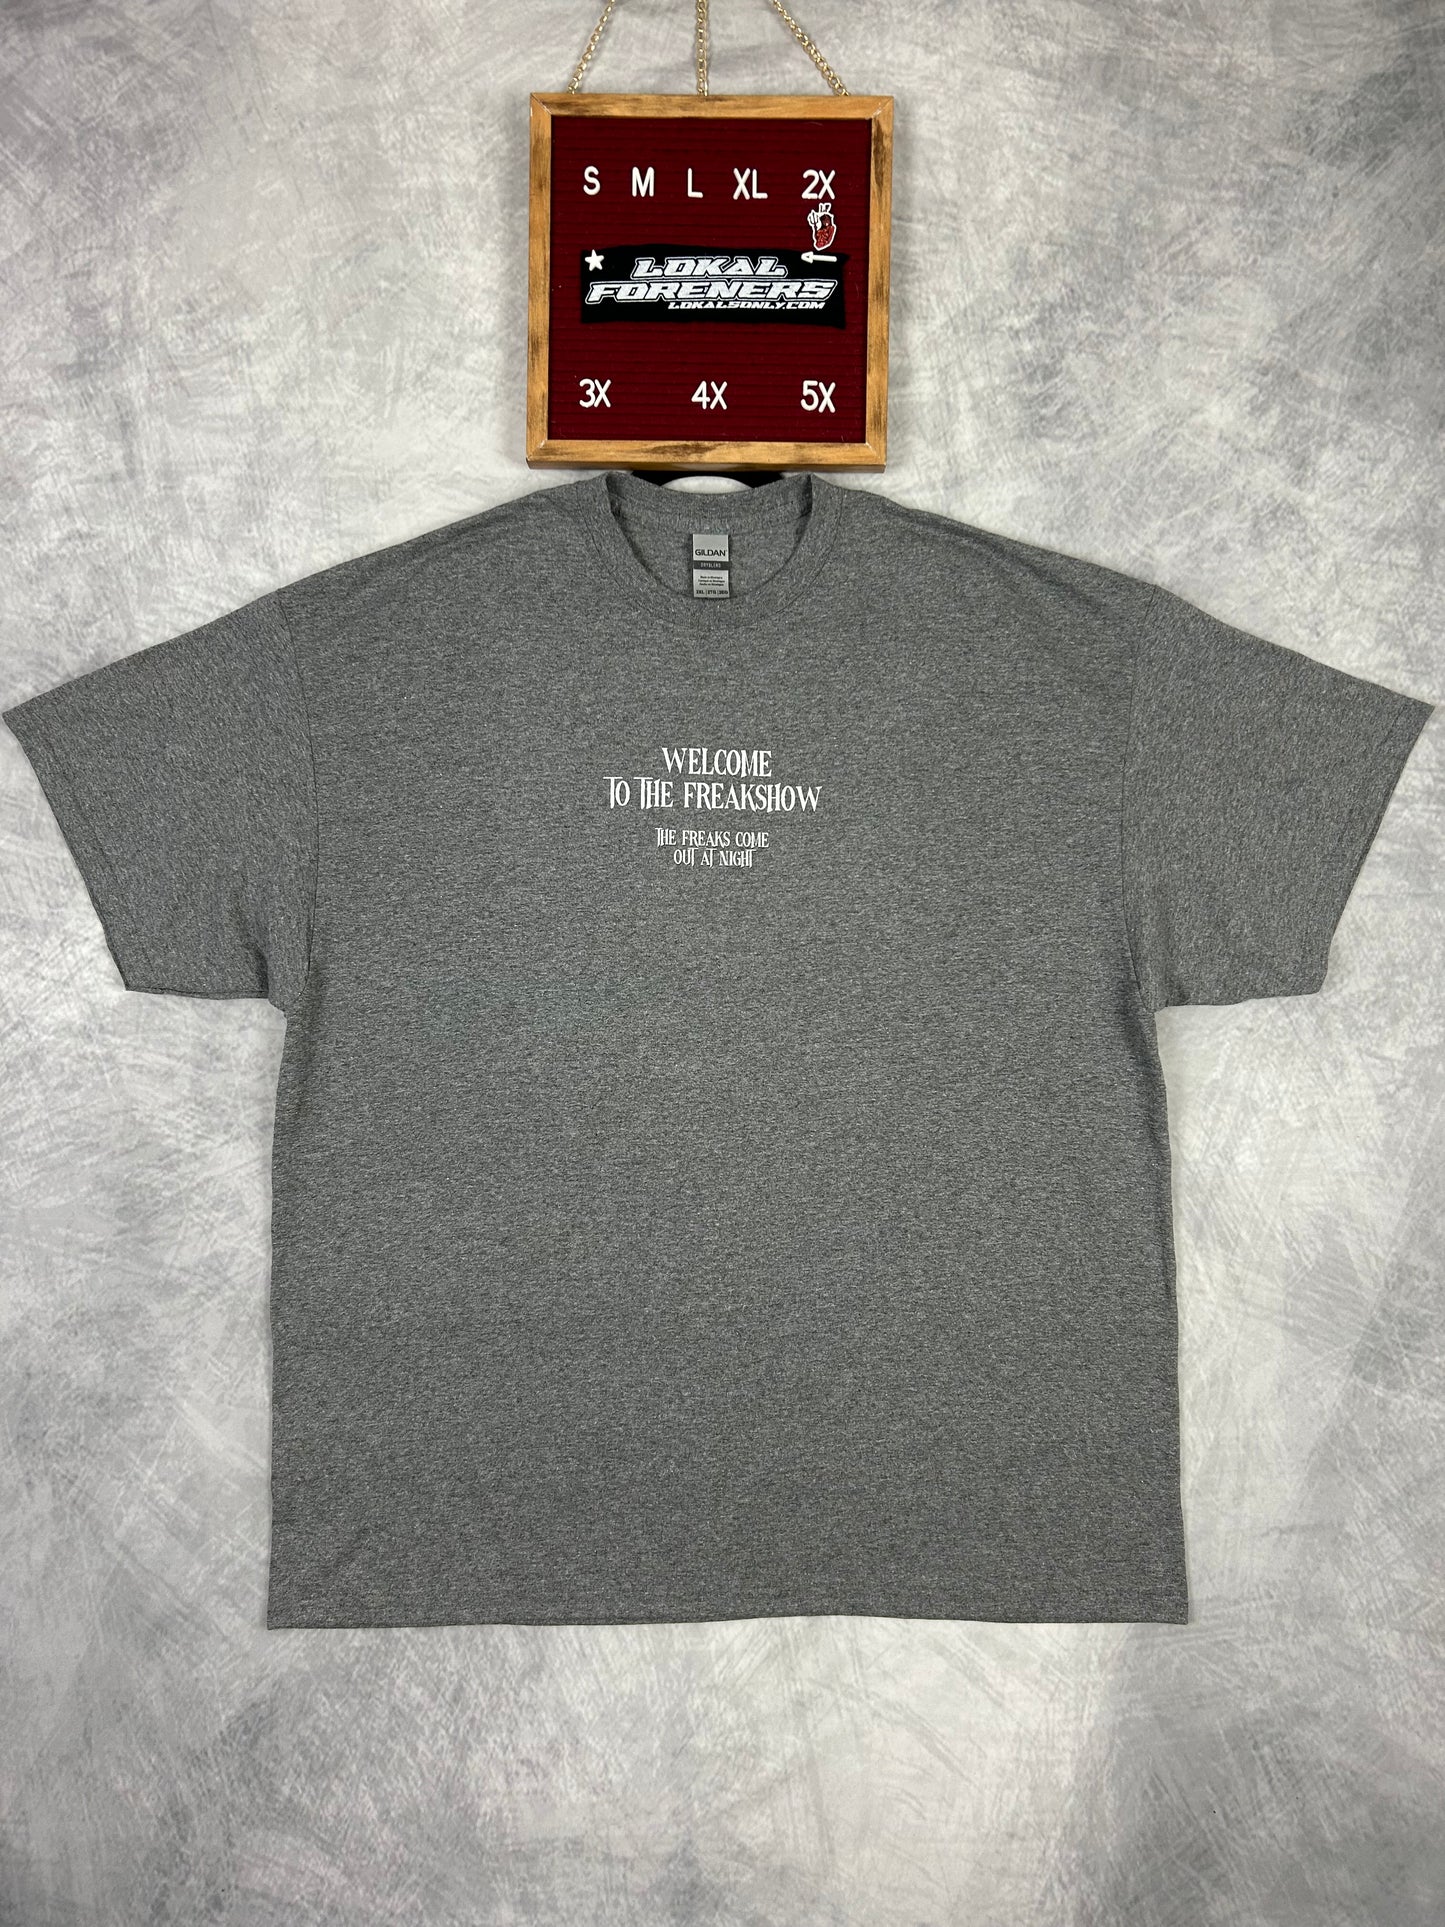 S M L XL 2X
LOKAL
FORENERS
LOKALSONLY.COM
3X 4X 5X
GILDAN
DRYBLEND
WELCOME
TO THE FREAKSHOW
THE FREAKS COME
OUT AT NIGHT